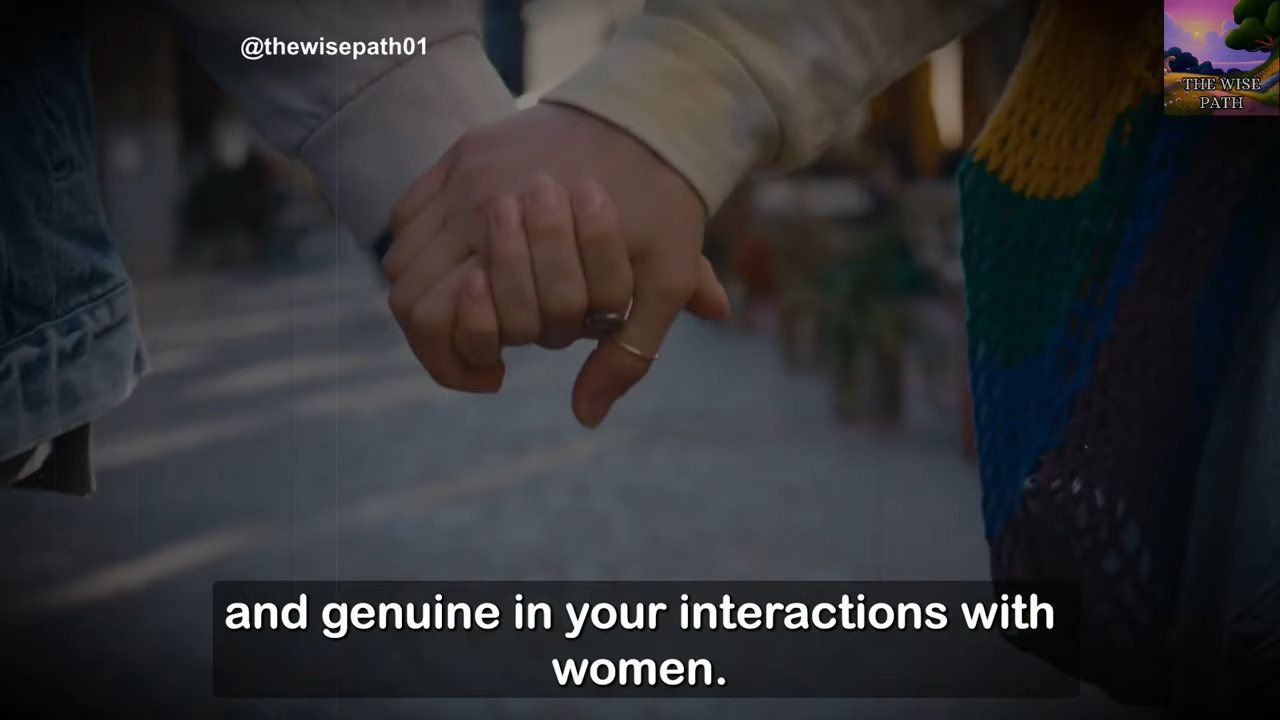 @thewisepath01
THE WISE
PATH
and genuine in your interactions with
women.